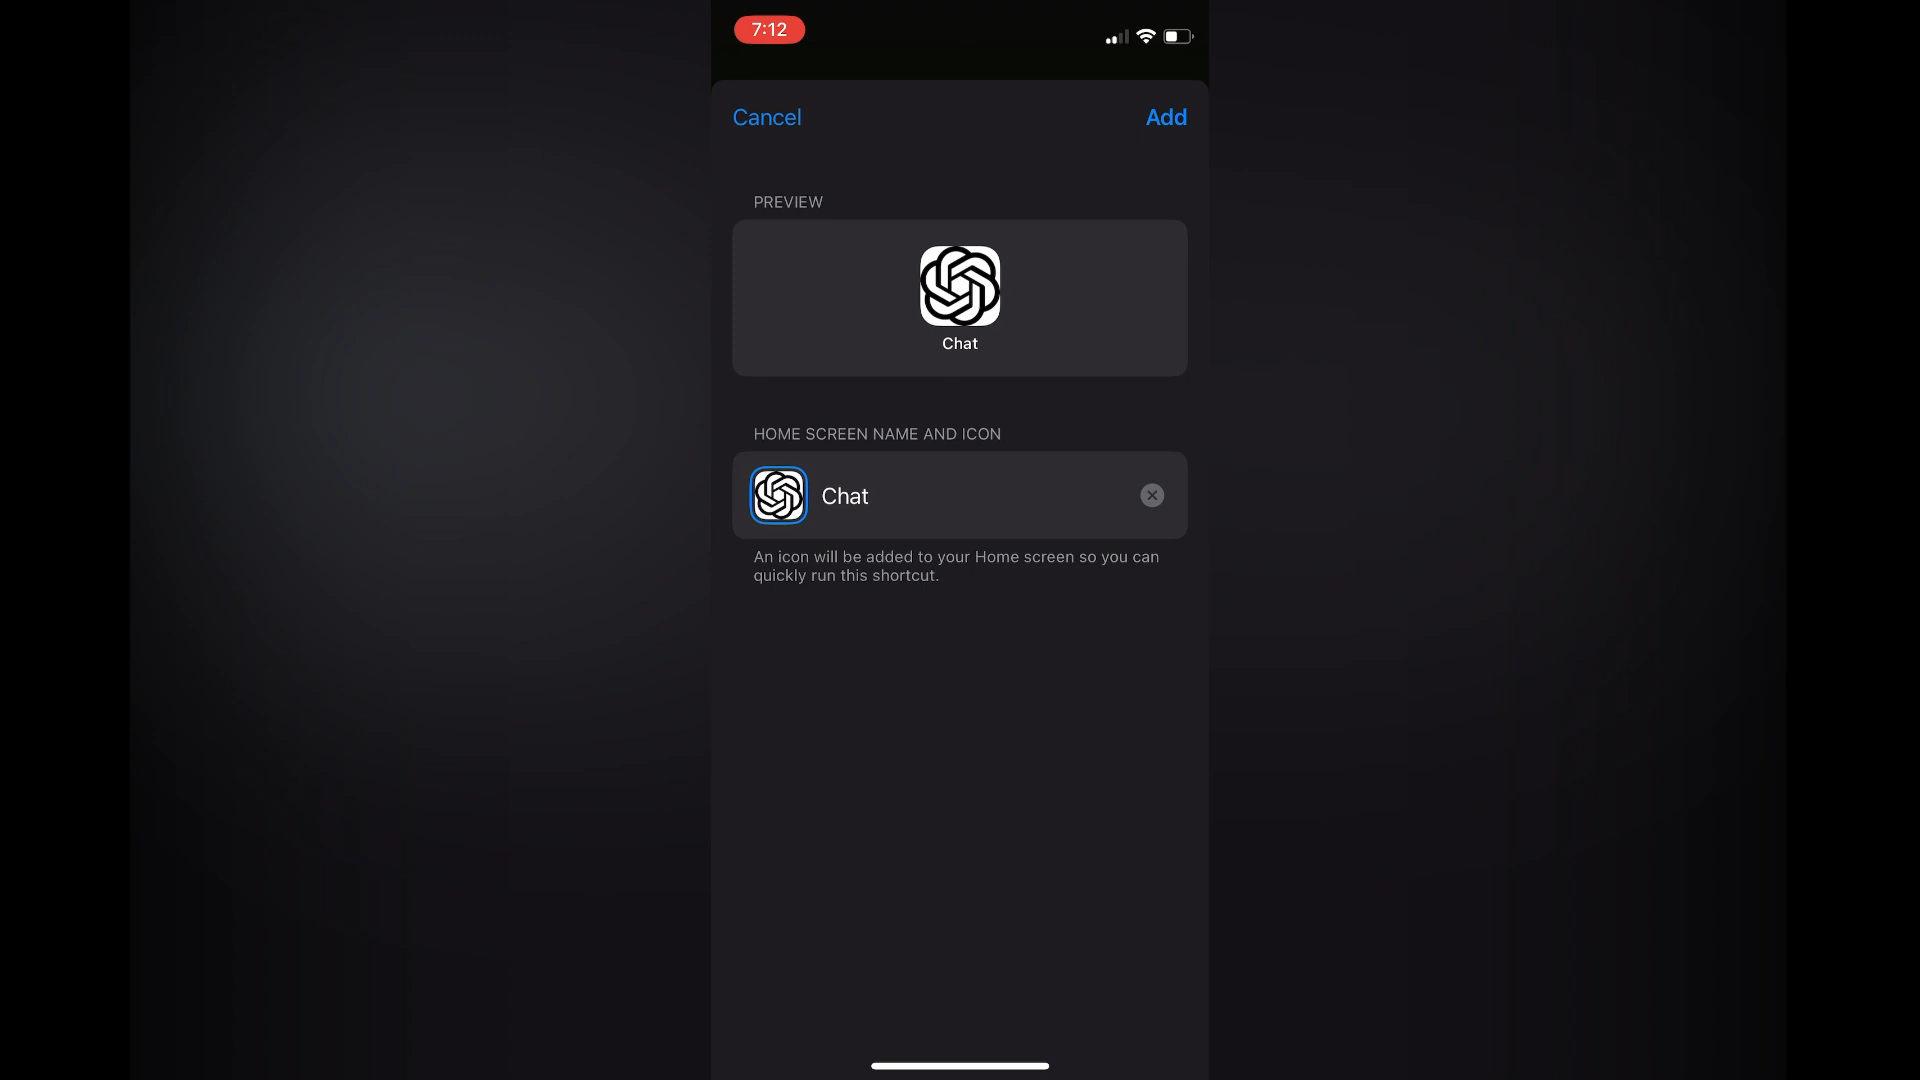 7:12
Cancel
Add
PREVIEW
Chat
HOME SCREEN NAME AND ICON
Chat
An icon will be added to your Home screen so you can
quickly run this shortcut.